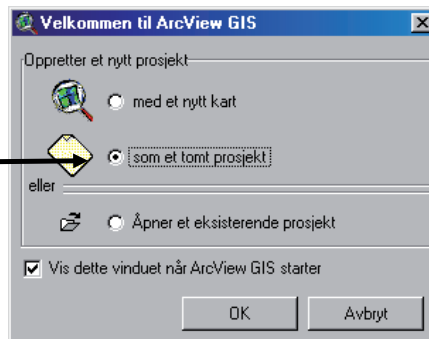 Velkommen til ArcView GIS
Oppretter et nytt prosjekt
med et nytt kart
som et tomt prosjekt
eller
Åpner et eksisterende prosjekt
Vis dette vinduet når ArcView GIS starter
OK
Avbryt